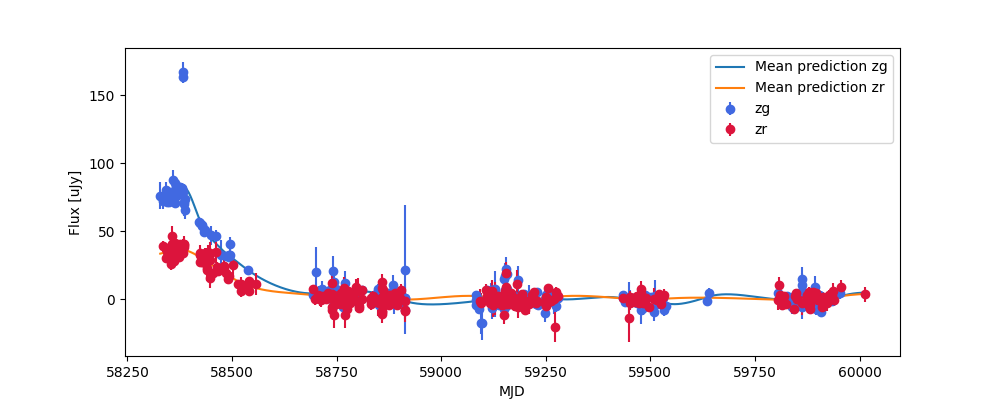 Mean prediction zg
Mean prediction zr
zg
zr
Flux [uJy]
150
100
50
0
58250
58500
58750
59000
59250
59500
59750
60000
MJD